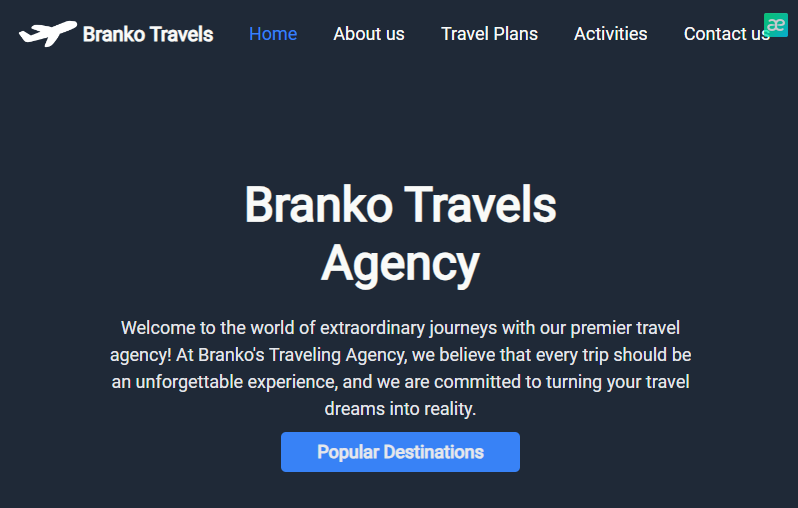 Branko Travels Home About us Travel Plans Activities Contact us æ
Branko Travels
Agency
Welcome to the world of extraordinary journeys with our premier travel
agency! At Branko's Traveling Agency, we believe that every trip should be
an unforgettable experience, and we are committed to turning your travel
dreams into reality.
Popular Destinations